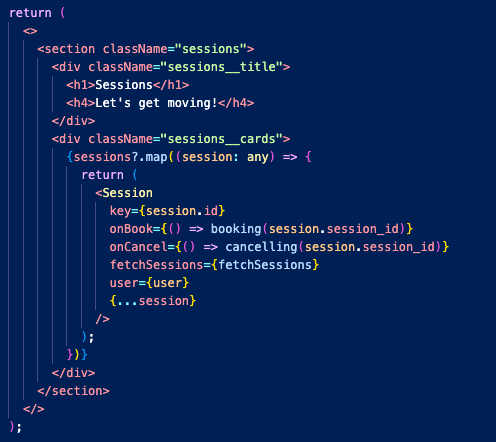 return (
<>
<section className="sessions">
<div className="sessions__title">
<h1>Sessions</h1>
<h4>Let's get moving!</h4>
</div>
<div className="sessions__cards">
{sessions?.map((session: any) => {
return (
<Session
key={session.id}
onBook={() => booking(session.session_id)}
onCancel={() => cancelling(session.session_id)}
fetchSessions={fetchSessions}
user={user}
{...session}
/>
);
})}
</div>
</section>
</>
);